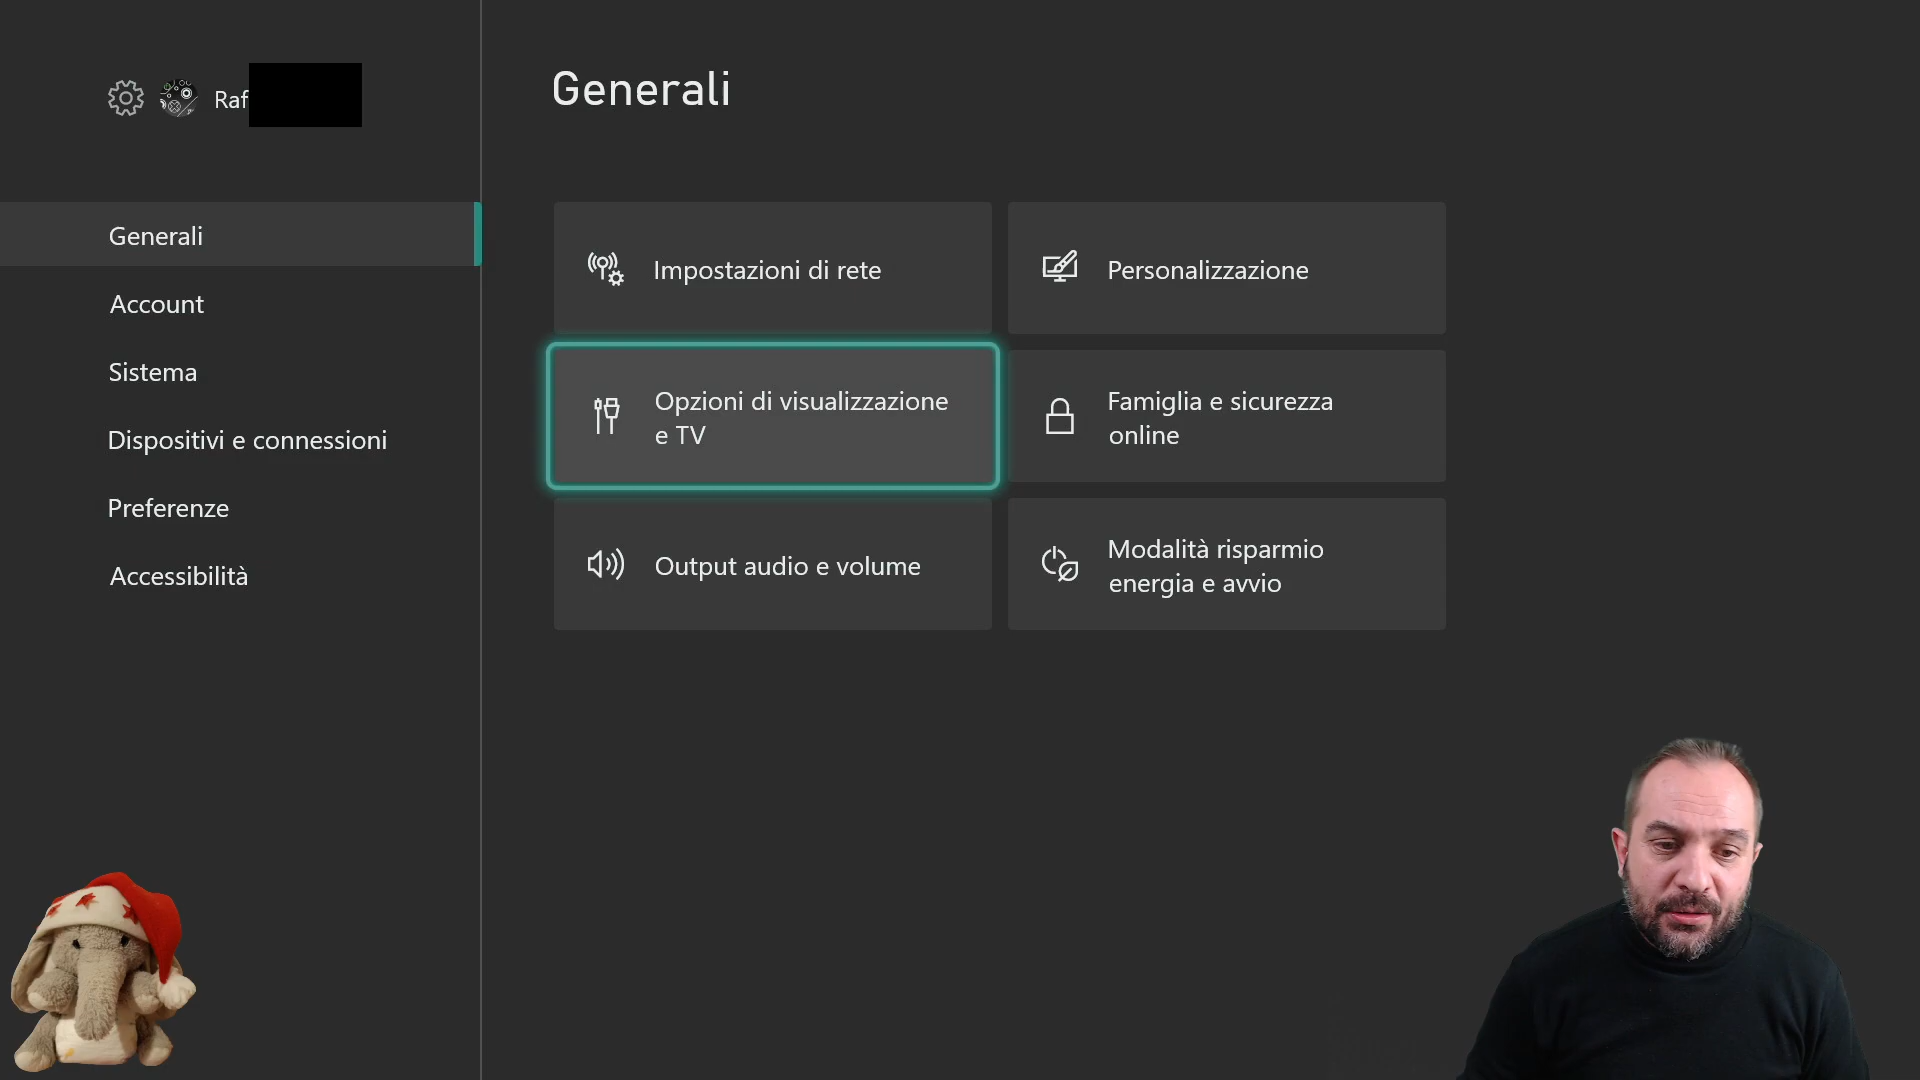 Raf
Generali
Account
Sistema
Dispositivi e connessioni
Preferenze
Accessibilità
Generali
Impostazioni di rete
Personalizzazione
Opzioni di visualizzazione
e TV
Famiglia e sicurezza
online
Output audio e volume
Modalità risparmio
energia e avvio